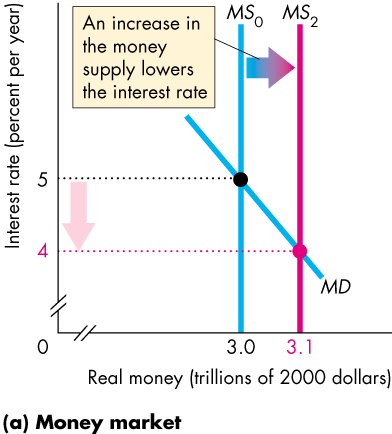 An increase in
the money
supply lowers
the interest rate
MS0 MS2
Interest rate (percent per year)
5
4
MD
0 3.0 3.1
Real money (trillions of 2000 dollars)
(a) Money market